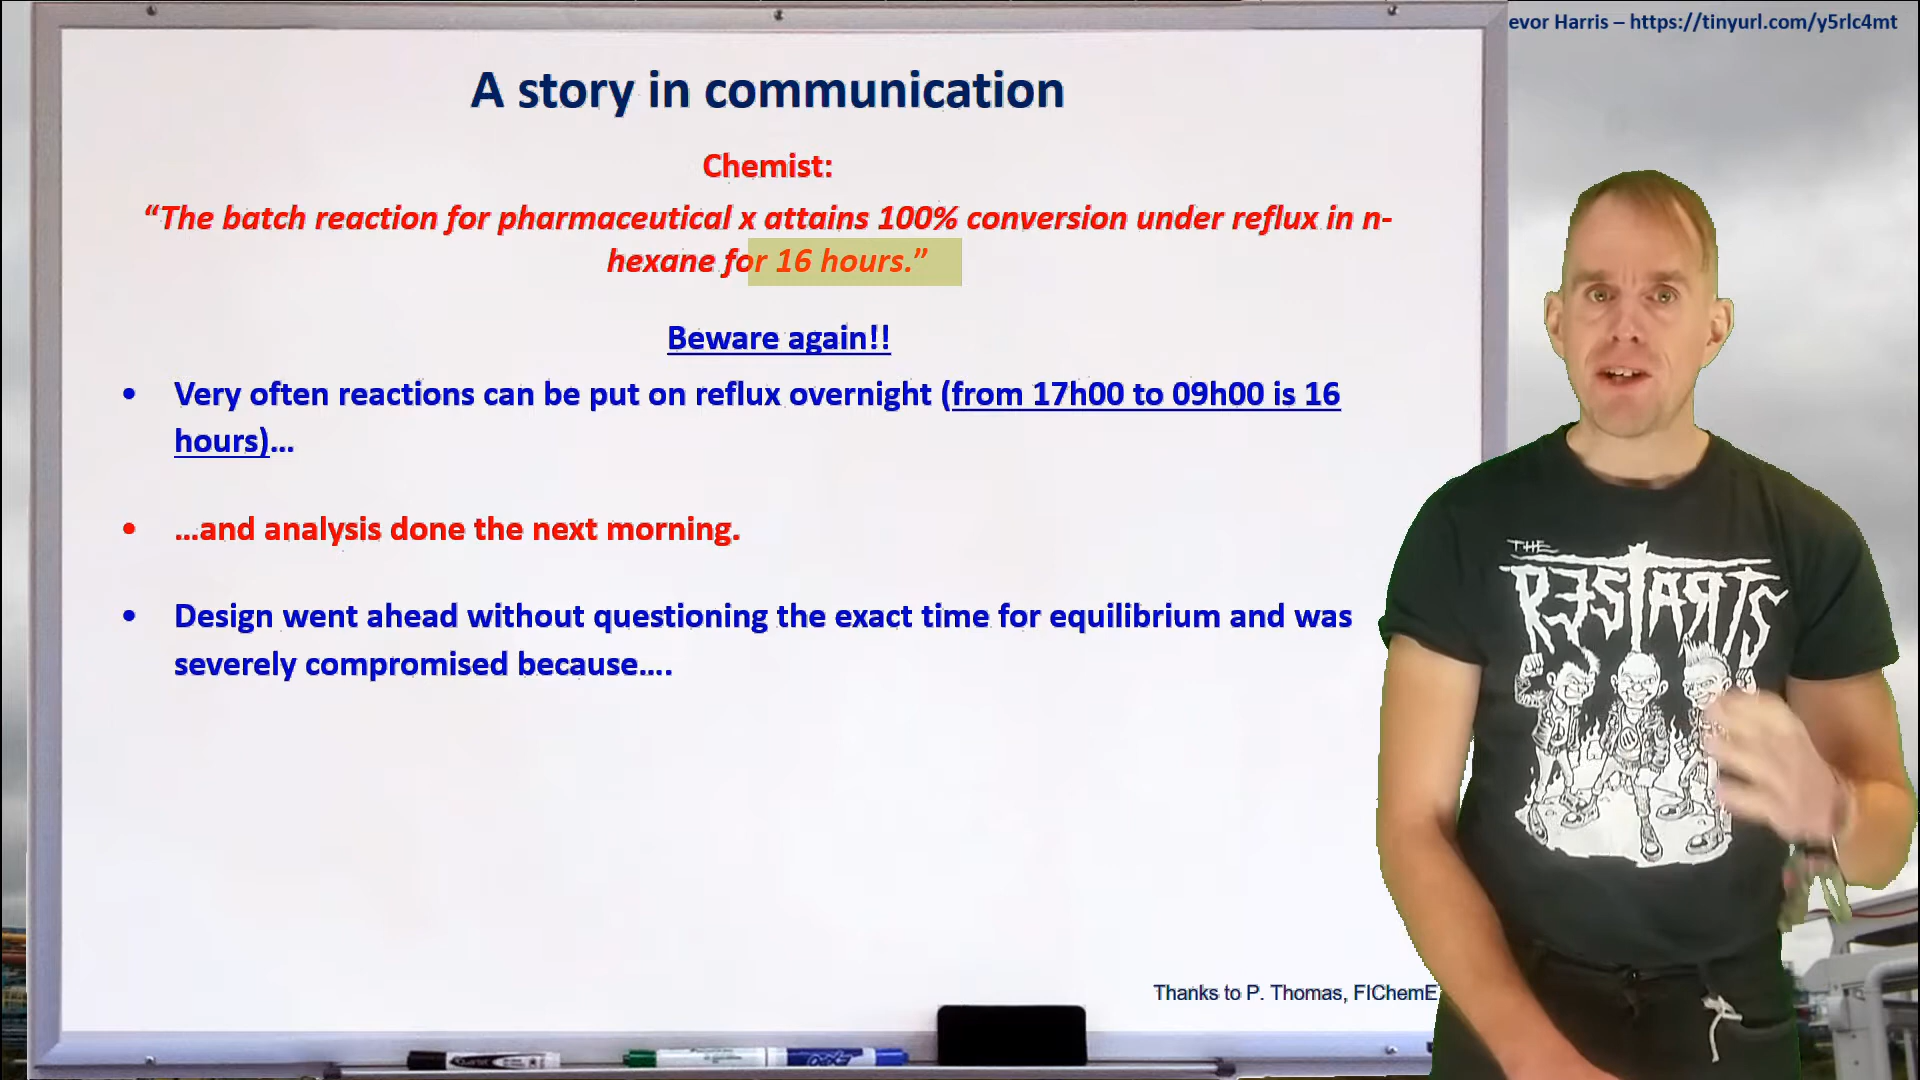 evor Harris – https://tinyurl.com/y5rlc4mt
A story in communication
Chemist:
“The batch reaction for pharmaceutical x attains 100% conversion under reflux in n-
hexane for 16 hours.”
Beware again!!
• Very often reactions can be put on reflux overnight (from 17h00 to 09h00 is 16
hours)…
• …and analysis done the next morning.
• Design went ahead without questioning the exact time for equilibrium and was
severely compromised because….
THE
RESTARTS
Thanks to P. Thomas, FIChemE
EXPO